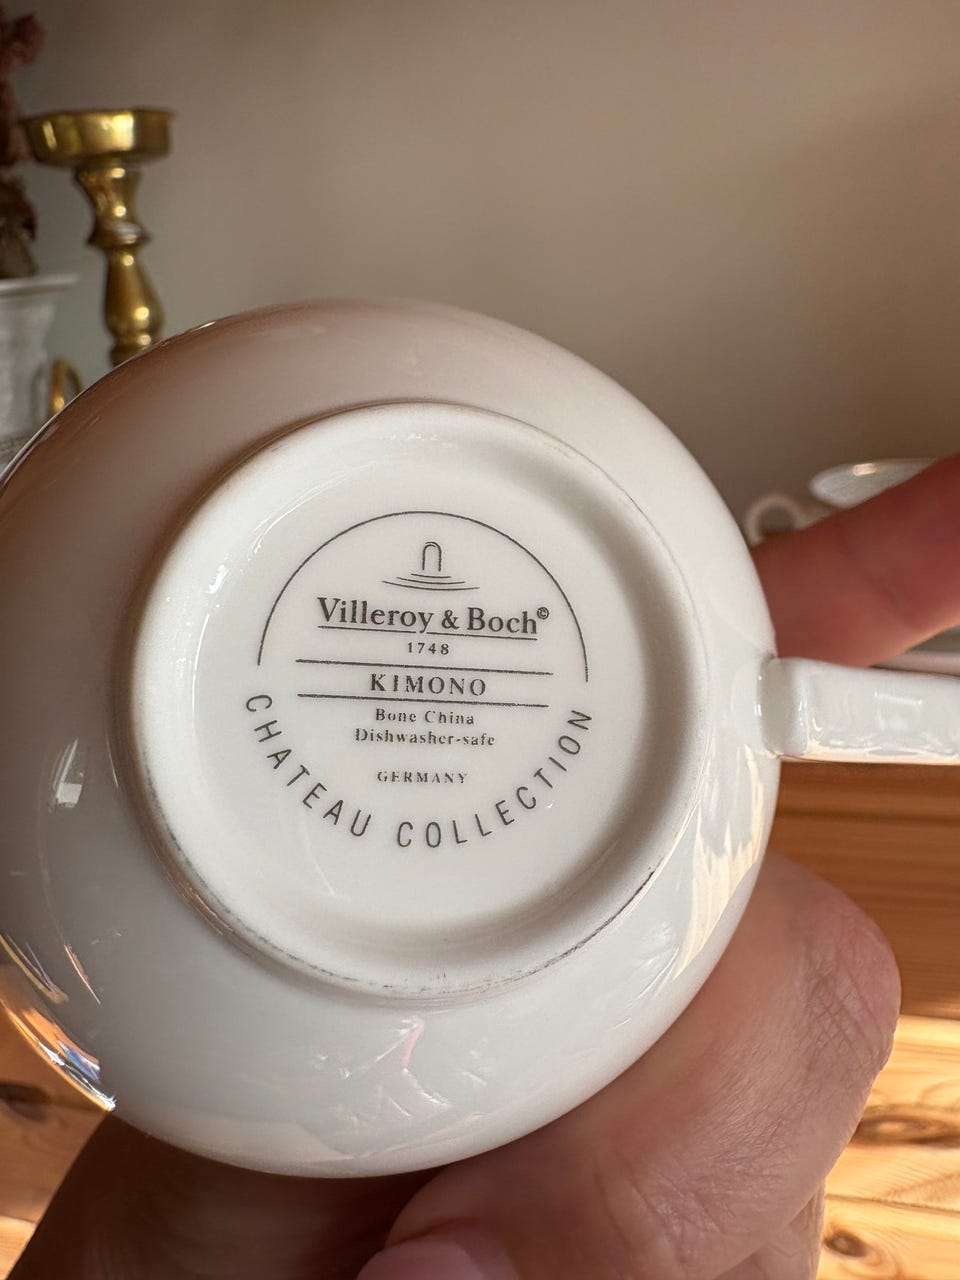 Villeroy & Boch©
1748
KIMONO
Bone China
Dishwasher-safe
GERMANY
CHATEAU COLLECTION